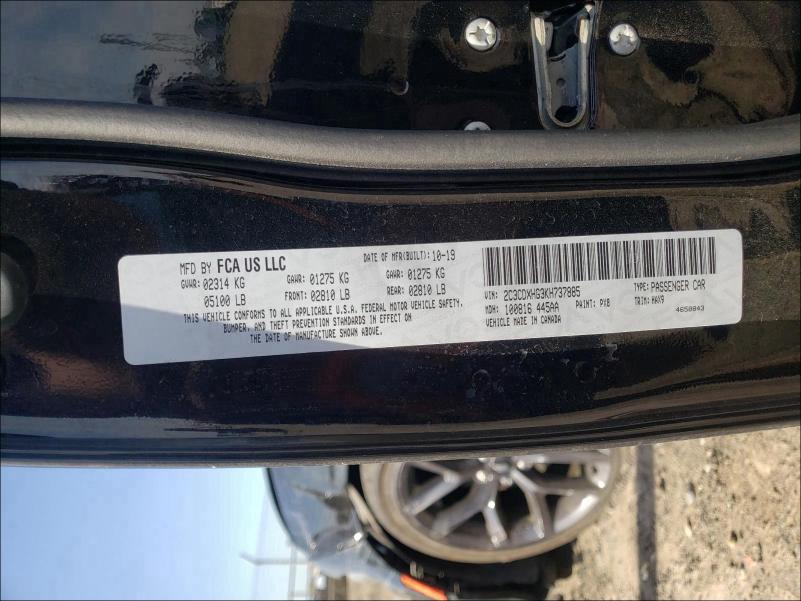 MFD BY FCA US LLC
DATE OF MFR(BUILT): 10-19
GVWR: 02314 KG GAWR: 01275 KG GAWR: 01275 KG
05100 LB FRONT: 02810 LB REAR: 02810 LB
THIS VEHICLE CONFORMS TO ALL APPLICABLE U.S.A. FEDERAL MOTOR VEHICLE SAFETY,
BUMPER, AND THEFT PREVENTION STANDARDS IN EFFECT ON
THE DATE OF MANUFACTURE SHOWN ABOVE.
VIN: 2C3CDXHG3KH737885 TYPE: PASSENGER CAR
MDH: 100816 445AA PAINT: PX8 TRIM: HAX9
VEHICLE MADE IN CANADA 4658843